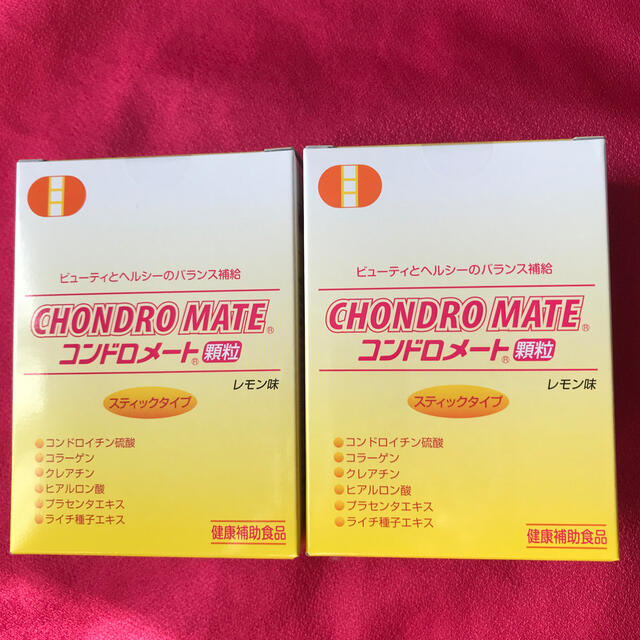 ビューティとヘルシーのバランス補給
CHONDRO MATE®
コンドロメート®顆粒
レモン味
スティックタイプ
●コンドロイチン硫酸
●コラーゲン
●クレアチン
●ヒアルロン酸
●プラセンタエキス
●ライチ種子エキス
健康補助食品
ビューティとヘルシーのバランス補給
CHONDRO MATE®
コンドロメート®顆粒
レモン味
スティックタイプ
●コンドロイチン硫酸
●コラーゲン
●クレアチン
●ヒアルロン酸
●プラセンタエキス
●ライチ種子エキス
健康補助食品